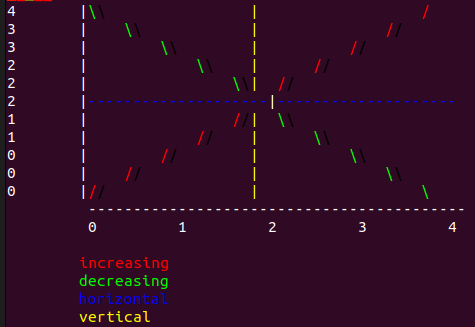 4
3
3
2
2
2
1
1
0
0
0
0 1 2 3 4
increasing
decreasing
horizontal
vertical